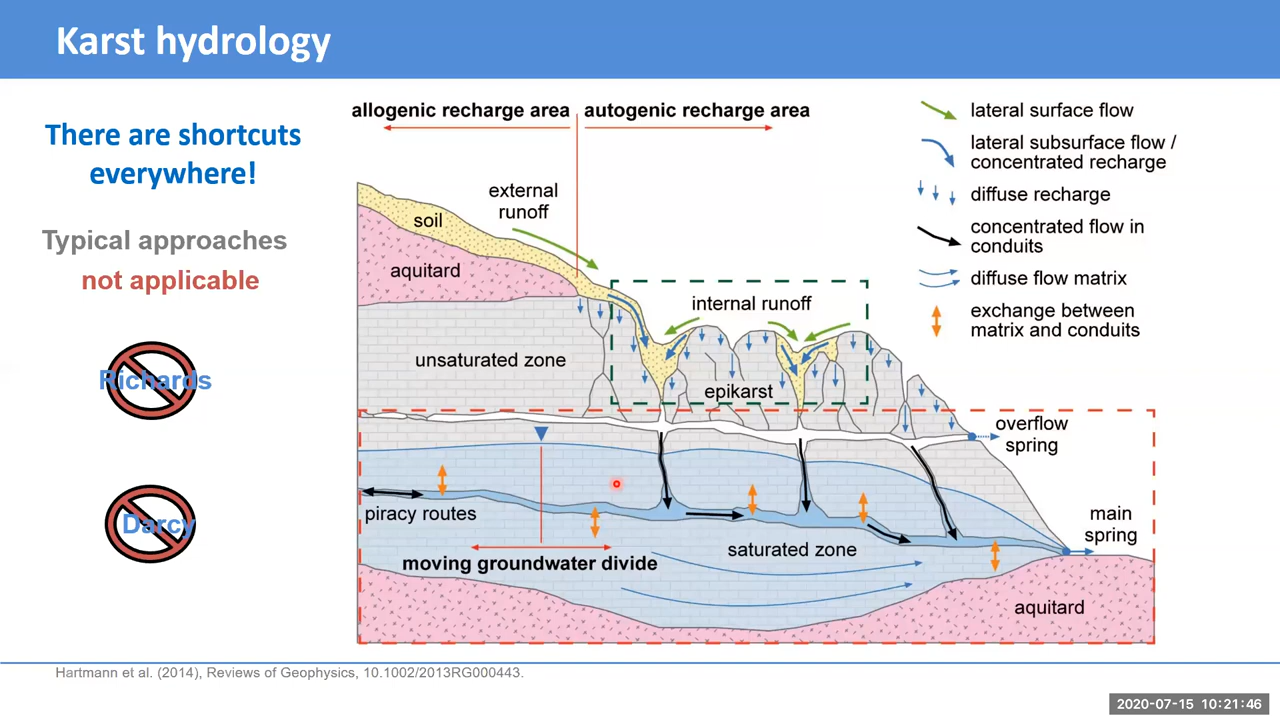 Karst hydrology
There are shortcuts
everywhere!
Typical approaches
not applicable
Richards
Darcy
allogenic recharge area
autogenic recharge area
external
runoff
soil
aquitard
internal runoff
unsaturated zone
epikarst
overflow
spring
piracy routes
main
spring
saturated zone
moving groundwater divide
aquitard
lateral surface flow
lateral subsurface flow /
concentrated recharge
diffuse recharge
concentrated flow in
conduits
diffuse flow matrix
exchange between
matrix and conduits
Hartmann et al. (2014), Reviews of Geophysics, 10.1002/2013RG000443.
2020-07-15 10:21:46